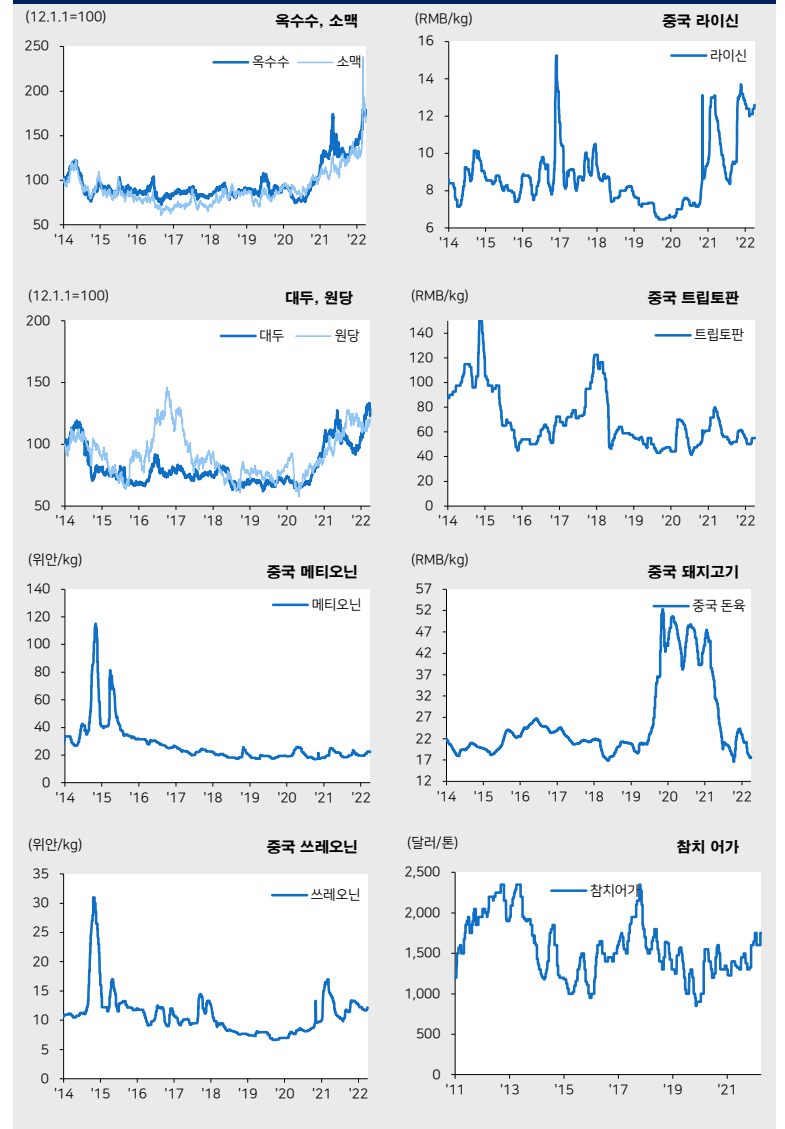 (12.1.1=100) 옥수수, 소맥
250
200
150
100
50
옥수수 소맥
'14 '15 '16 '17 '18 '19 '20 '21 '22
(RMB/kg) 중국 라이신
16
14
12
10
8
6
라이신
'14 '15 '16 '17 '18 '19 '20 '21 '22
(12.1.1=100) 대두, 원당
200
150
100
50
대두 원당
'14 '15 '16 '17 '18 '19 '20 '21 '22
(RMB/kg) 중국 트립토판
140
120
100
80
60
40
20
0
트립토판
'14 '15 '16 '17 '18 '19 '20 '21 '22
(위안/kg) 중국 메티오닌
140
120
100
80
60
40
20
0
메티오닌
'14 '15 '16 '17 '18 '19 '20 '21 '22
(RMB/kg) 중국 돼지고기
57
52
47
42
37
32
27
22
17
12
중국 돈육
'14 '15 '16 '17 '18 '19 '20 '21 '22
(위안/kg) 중국 쓰레오닌
35
30
25
20
15
10
5
0
쓰레오닌
'14 '15 '16 '17 '18 '19 '20 '21 '22
(달러/톤) 참치 어가
2,500
2,000
1,500
1,000
500
0
참치어가
'11 '13 '15 '17 '19 '21